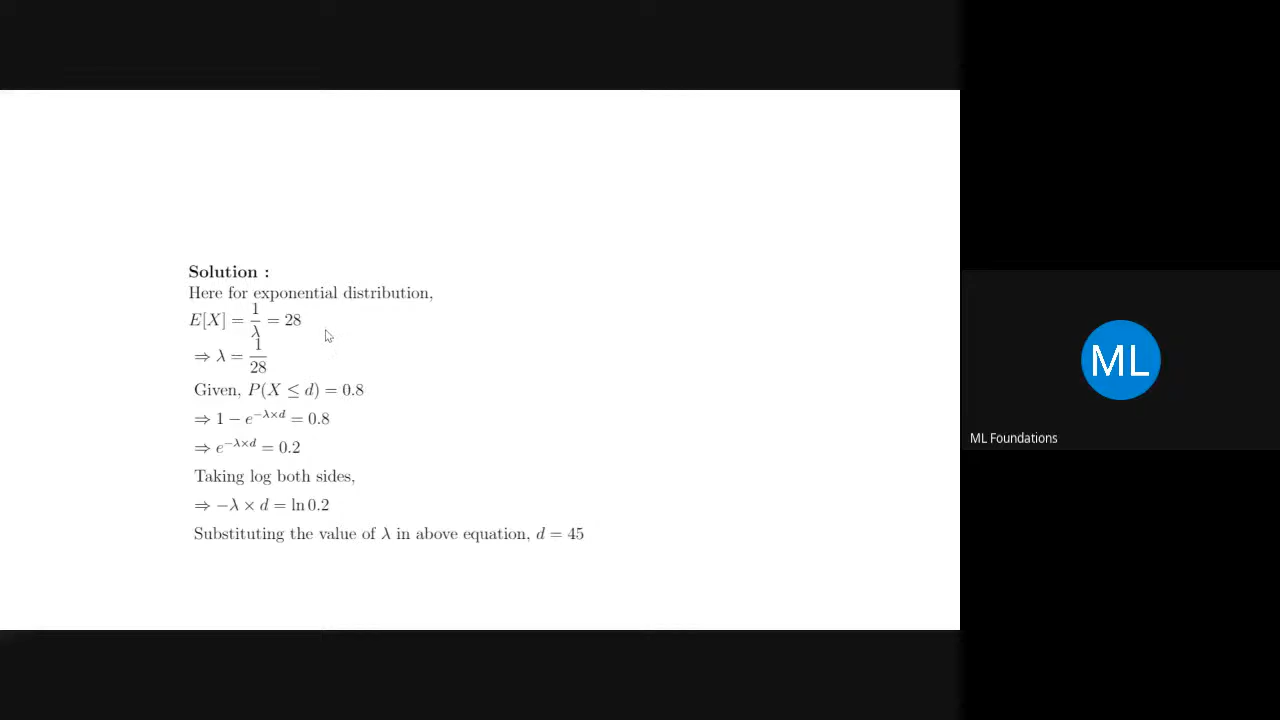 Solution :
Here for exponential distribution,
E[X] = 1/λ = 28
⇒ λ = 1/28
Given, P(X ≤ d) = 0.8
⇒ 1 − e^{−λ×d} = 0.8
⇒ e^{−λ×d} = 0.2
Taking log both sides,
⇒ −λ × d = ln 0.2
Substituting the value of λ in above equation, d = 45
ML
ML Foundations